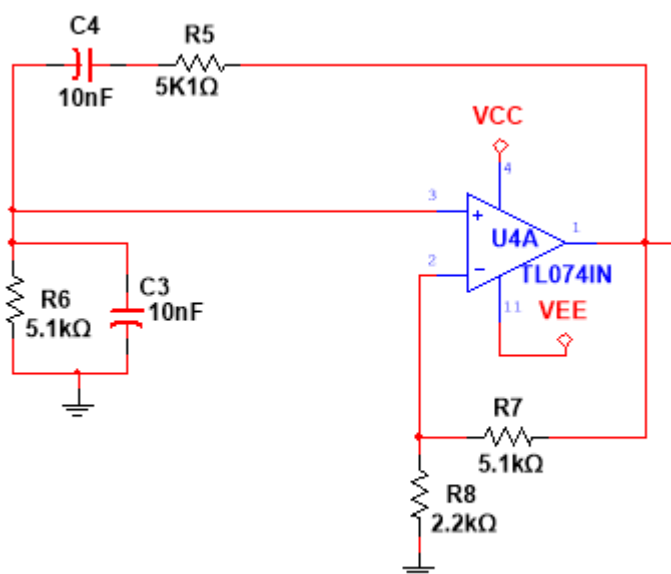 C4
R5
10nF
5K1Ω
VCC
4
3
+
U4A
1
2
−
TL074IN
R6
5.1kΩ
C3
10nF
11
VEE
R7
5.1kΩ
R8
2.2kΩ